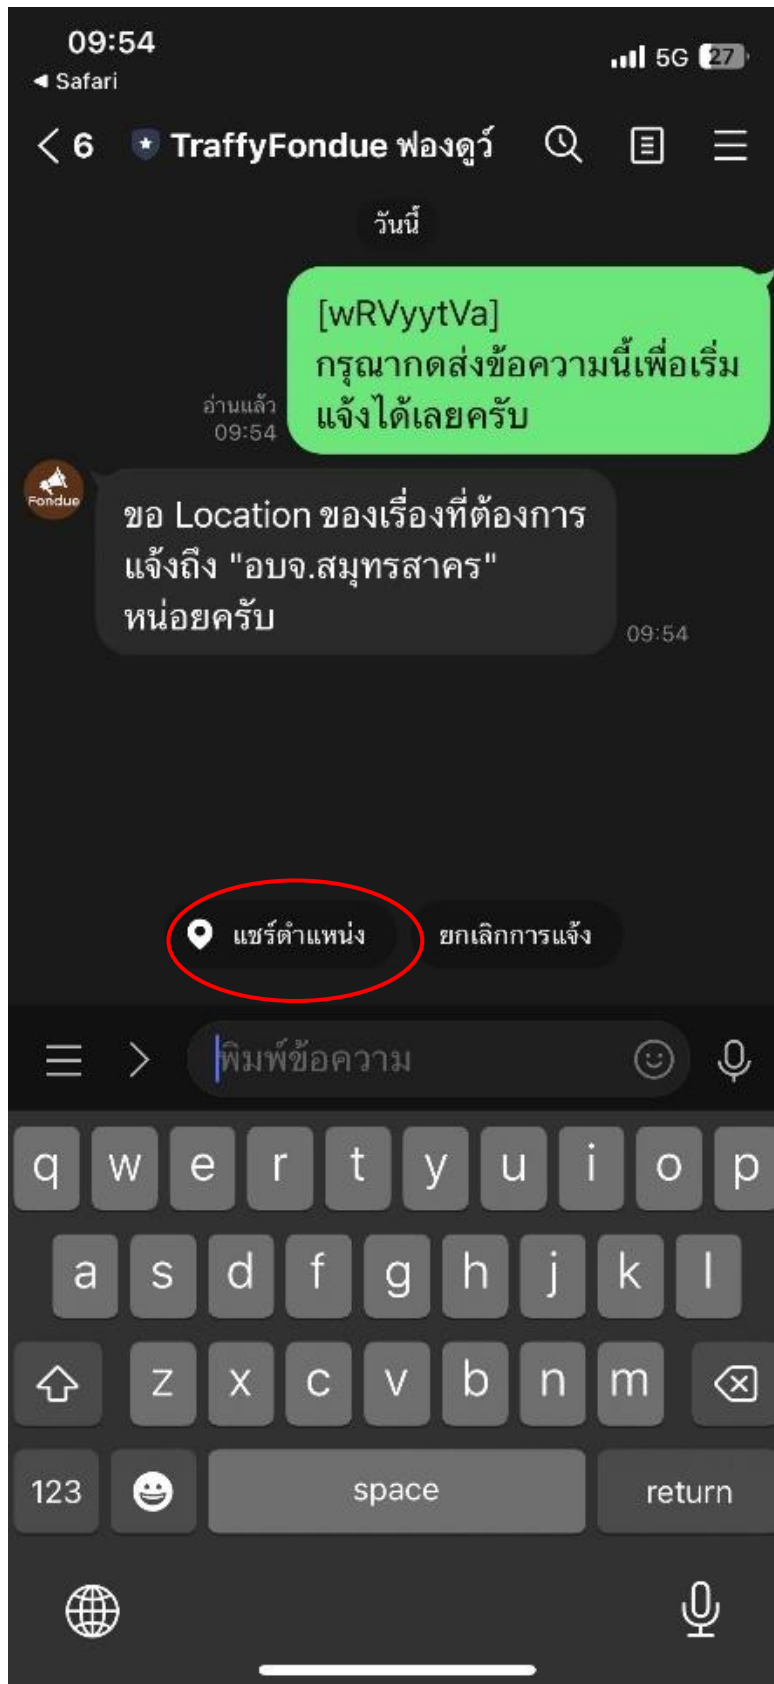 09:54
5G 27
◀ Safari
6 TraffyFondue ฟองดูว์
วันนี้
[wRVyytVa]
กรุณากดส่งข้อความนี้เพื่อเริ่ม
แจ้งได้เลยครับ
อ่านแล้ว
09:54
Fondue
ขอ Location ของเรื่องที่ต้องการ
แจ้งถึง "อบจ.สมุทรสาคร"
หน่อยครับ
09:54
แชร์ตำแหน่ง ยกเลิกการแจ้ง
พิมพ์ข้อความ
q w e r t y u i o p
a s d f g h j k l
z x c v b n m
123 space return